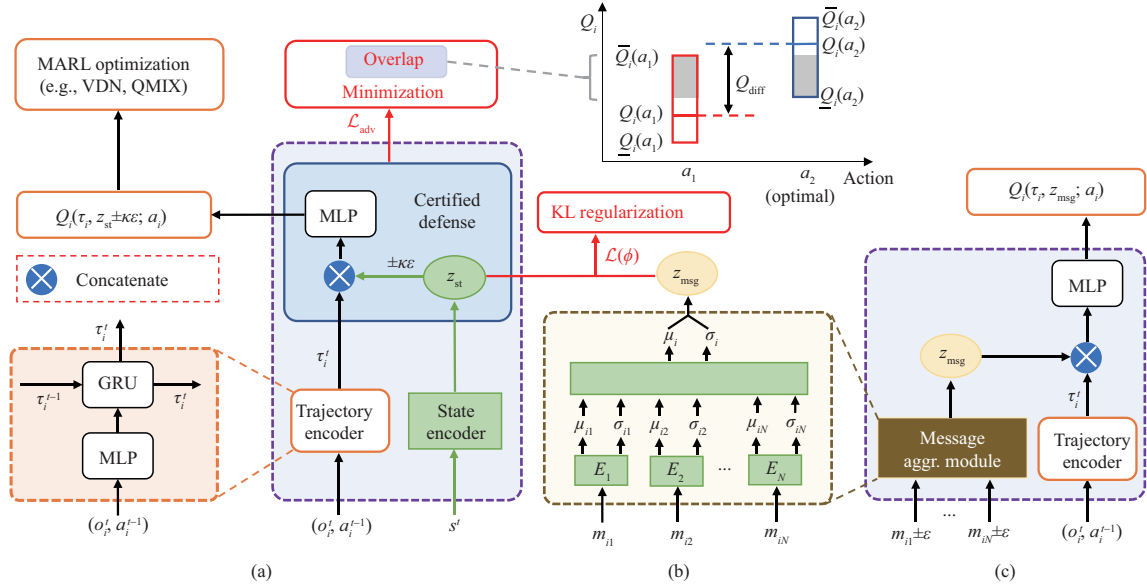 MARL optimization
(e.g., VDN, QMIX)
Overlap
Minimization
ℒ_adv
Q_i
Q̅_i(a_1)
Q_i(a_1)
Q̲_i(a_1)
Q_diff
Q̅_i(a_2)
Q_i(a_2)
Q̲_i(a_2)
a_1
a_2
(optimal)
Action
Q_i(τ_i, z_st±κε; a_i)
Concatenate
MLP
Certified
defense
±κε
z_st
KL regularization
ℒ(ϕ)
z_msg
Q_i(τ_i, z_msg; a_i)
MLP
z_msg
τ_i^t
τ_i^t
GRU
τ_i^{t−1}
τ_i^t
MLP
(o_i^t, a_i^{t−1})
τ_i^t
Trajectory
encoder
State
encoder
(o_i^t, a_i^{t−1})
s^t
μ_i σ_i
μ_i1 σ_i1 μ_i2 σ_i2 μ_iN σ_iN
E_1 E_2 ... E_N
m_i1 m_i2 m_iN
Message
aggr. module
Trajectory
encoder
m_i1±ε ... m_iN±ε (o_i^t, a_i^{t−1})
(a) (b) (c)